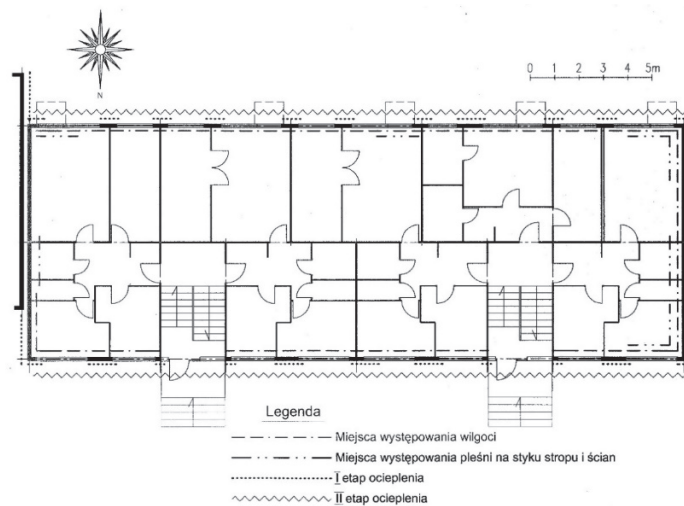 N
0 1 2 3 4 5m
Legenda
Miejsca występowania wilgoci
Miejsca występowania pleśni na styku stropu i ścian
I etap ocieplenia
II etap ocieplenia